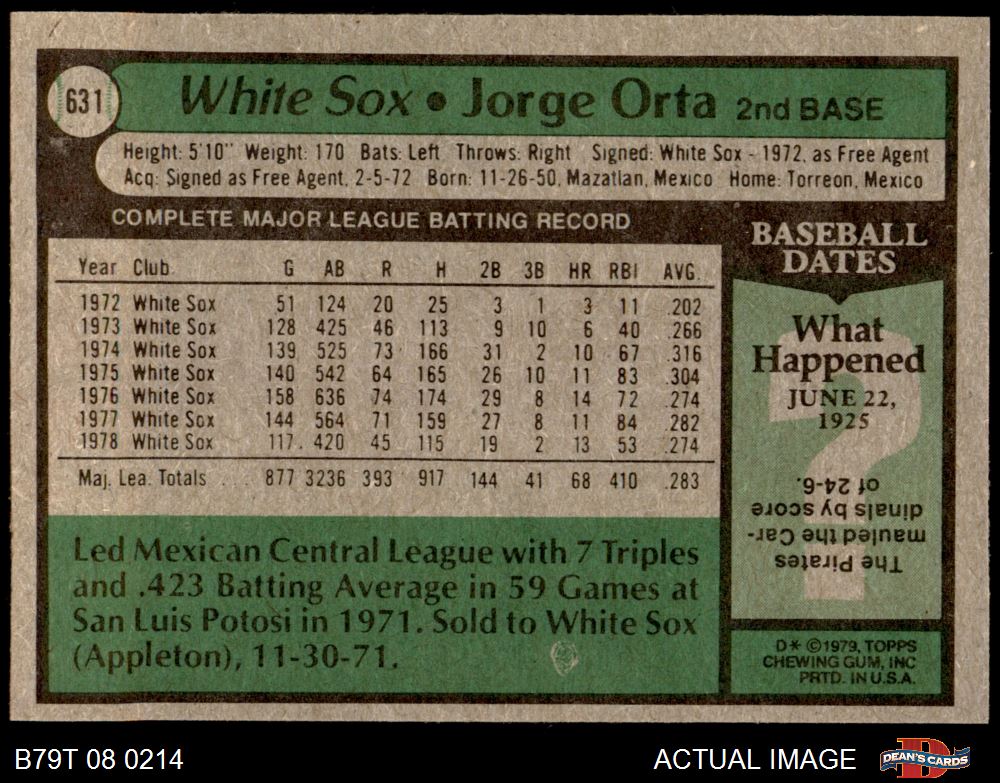 631
White Sox • Jorge Orta 2nd BASE
Height: 5'10" Weight: 170 Bats: Left Throws: Right Signed: White Sox - 1972, as Free Agent
Acq: Signed as Free Agent, 2-5-72 Born: 11-26-50, Mazatlan, Mexico Home: Torreon, Mexico
COMPLETE MAJOR LEAGUE BATTING RECORD
Year Club G AB R H 2B 3B HR RBI AVG.
1972 White Sox 51 124 20 25 3 1 3 11 .202
1973 White Sox 128 425 46 113 9 10 6 40 .266
1974 White Sox 139 525 73 166 31 2 10 67 .316
1975 White Sox 140 542 64 165 26 10 11 83 .304
1976 White Sox 158 636 74 174 29 8 14 72 .274
1977 White Sox 144 564 71 159 27 8 11 84 .282
1978 White Sox 117 420 45 115 19 2 13 53 .274
Maj. Lea. Totals . . . 877 3236 393 917 144 41 68 410 .283
Led Mexican Central League with 7 Triples
and .423 Batting Average in 59 Games at
San Luis Potosi in 1971. Sold to White Sox
(Appleton), 11-30-71.
BASEBALL
DATES
What
Happened
JUNE 22,
1925
?
The Pirates
mauled the Car-
dinals by score
of 24-6.
D* ©1979, TOPPS
CHEWING GUM, INC
PRTD. IN U.S.A.
B79T 08 0214
ACTUAL IMAGE
D
DEAN'S CARDS